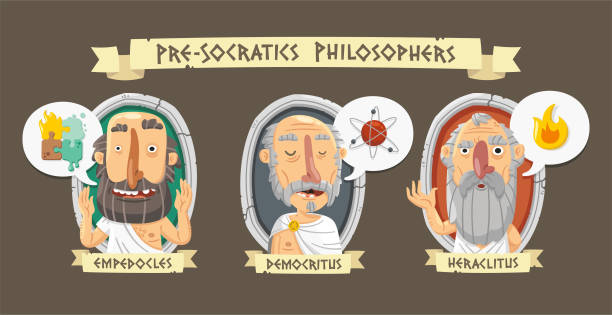 PRE-SOCRATICS PHILOSOPHERS
EMPEDOCLES
DEMOCRITUS
HERACLITUS